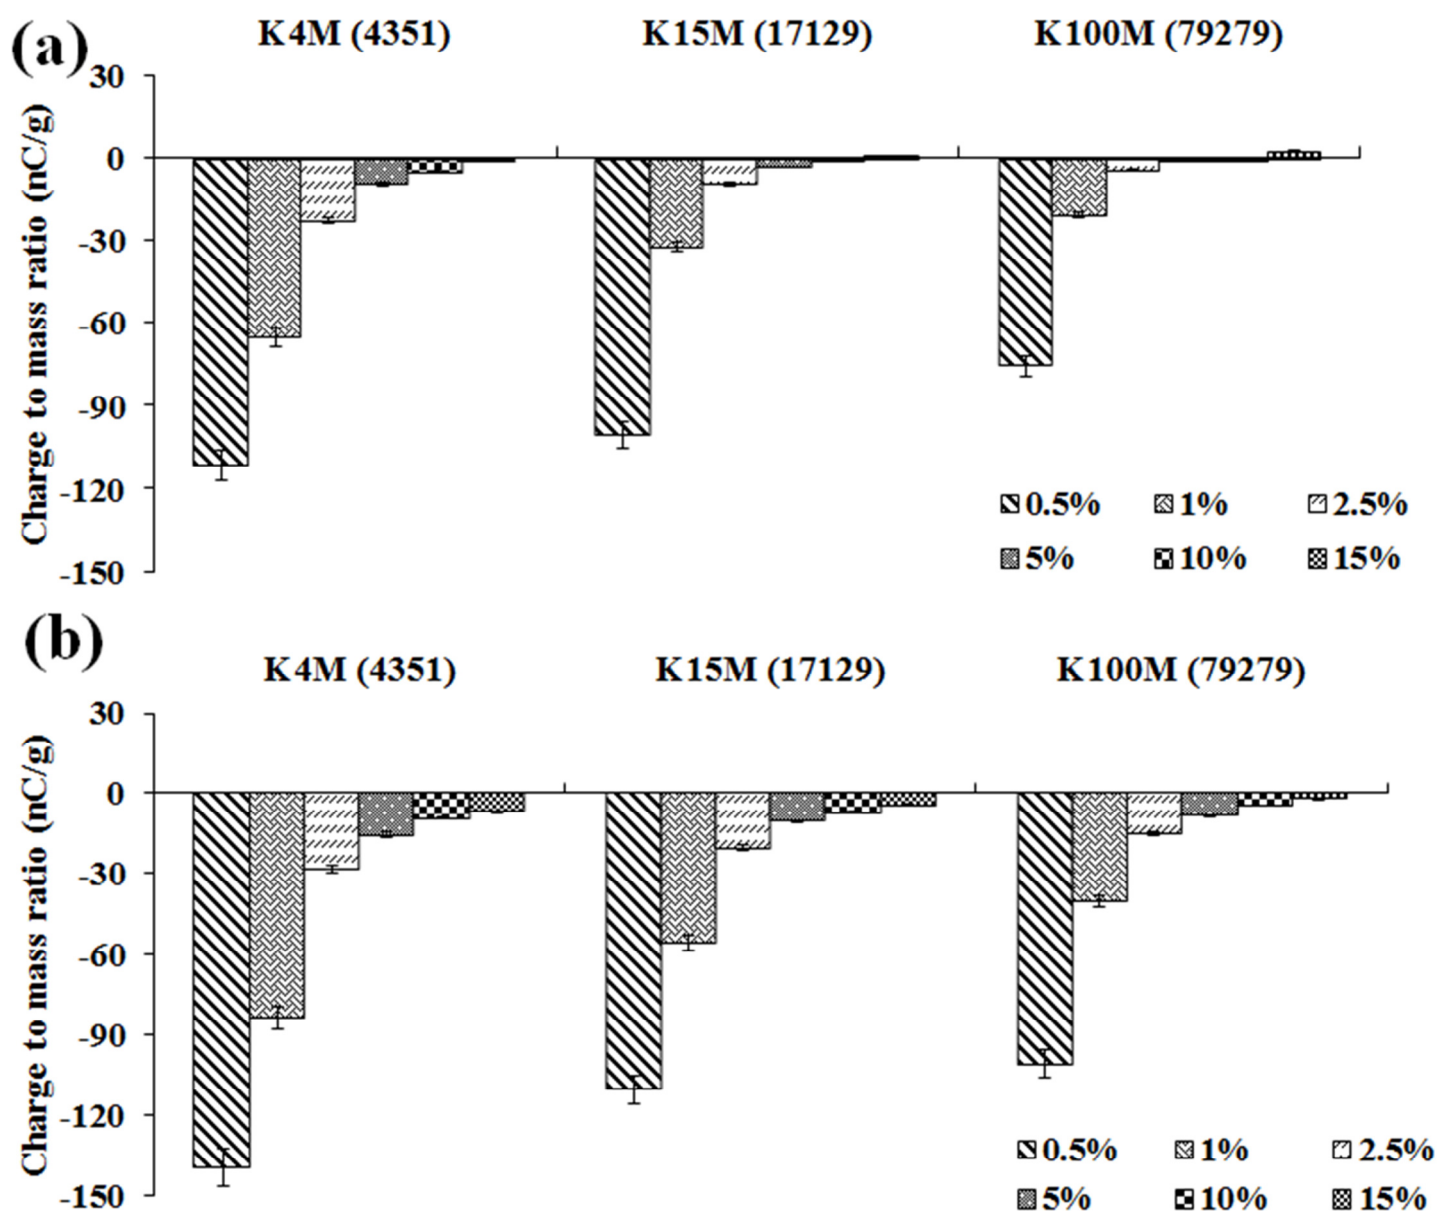 (a)
K4M (4351) K15M (17129) K100M (79279)
Charge to mass ratio (nC/g)
30
0
-30
-60
-90
-120
-150
0.5% 1% 2.5%
5% 10% 15%
(b)
K4M (4351) K15M (17129) K100M (79279)
Charge to mass ratio (nC/g)
30
0
-30
-60
-90
-120
-150
0.5% 1% 2.5%
5% 10% 15%